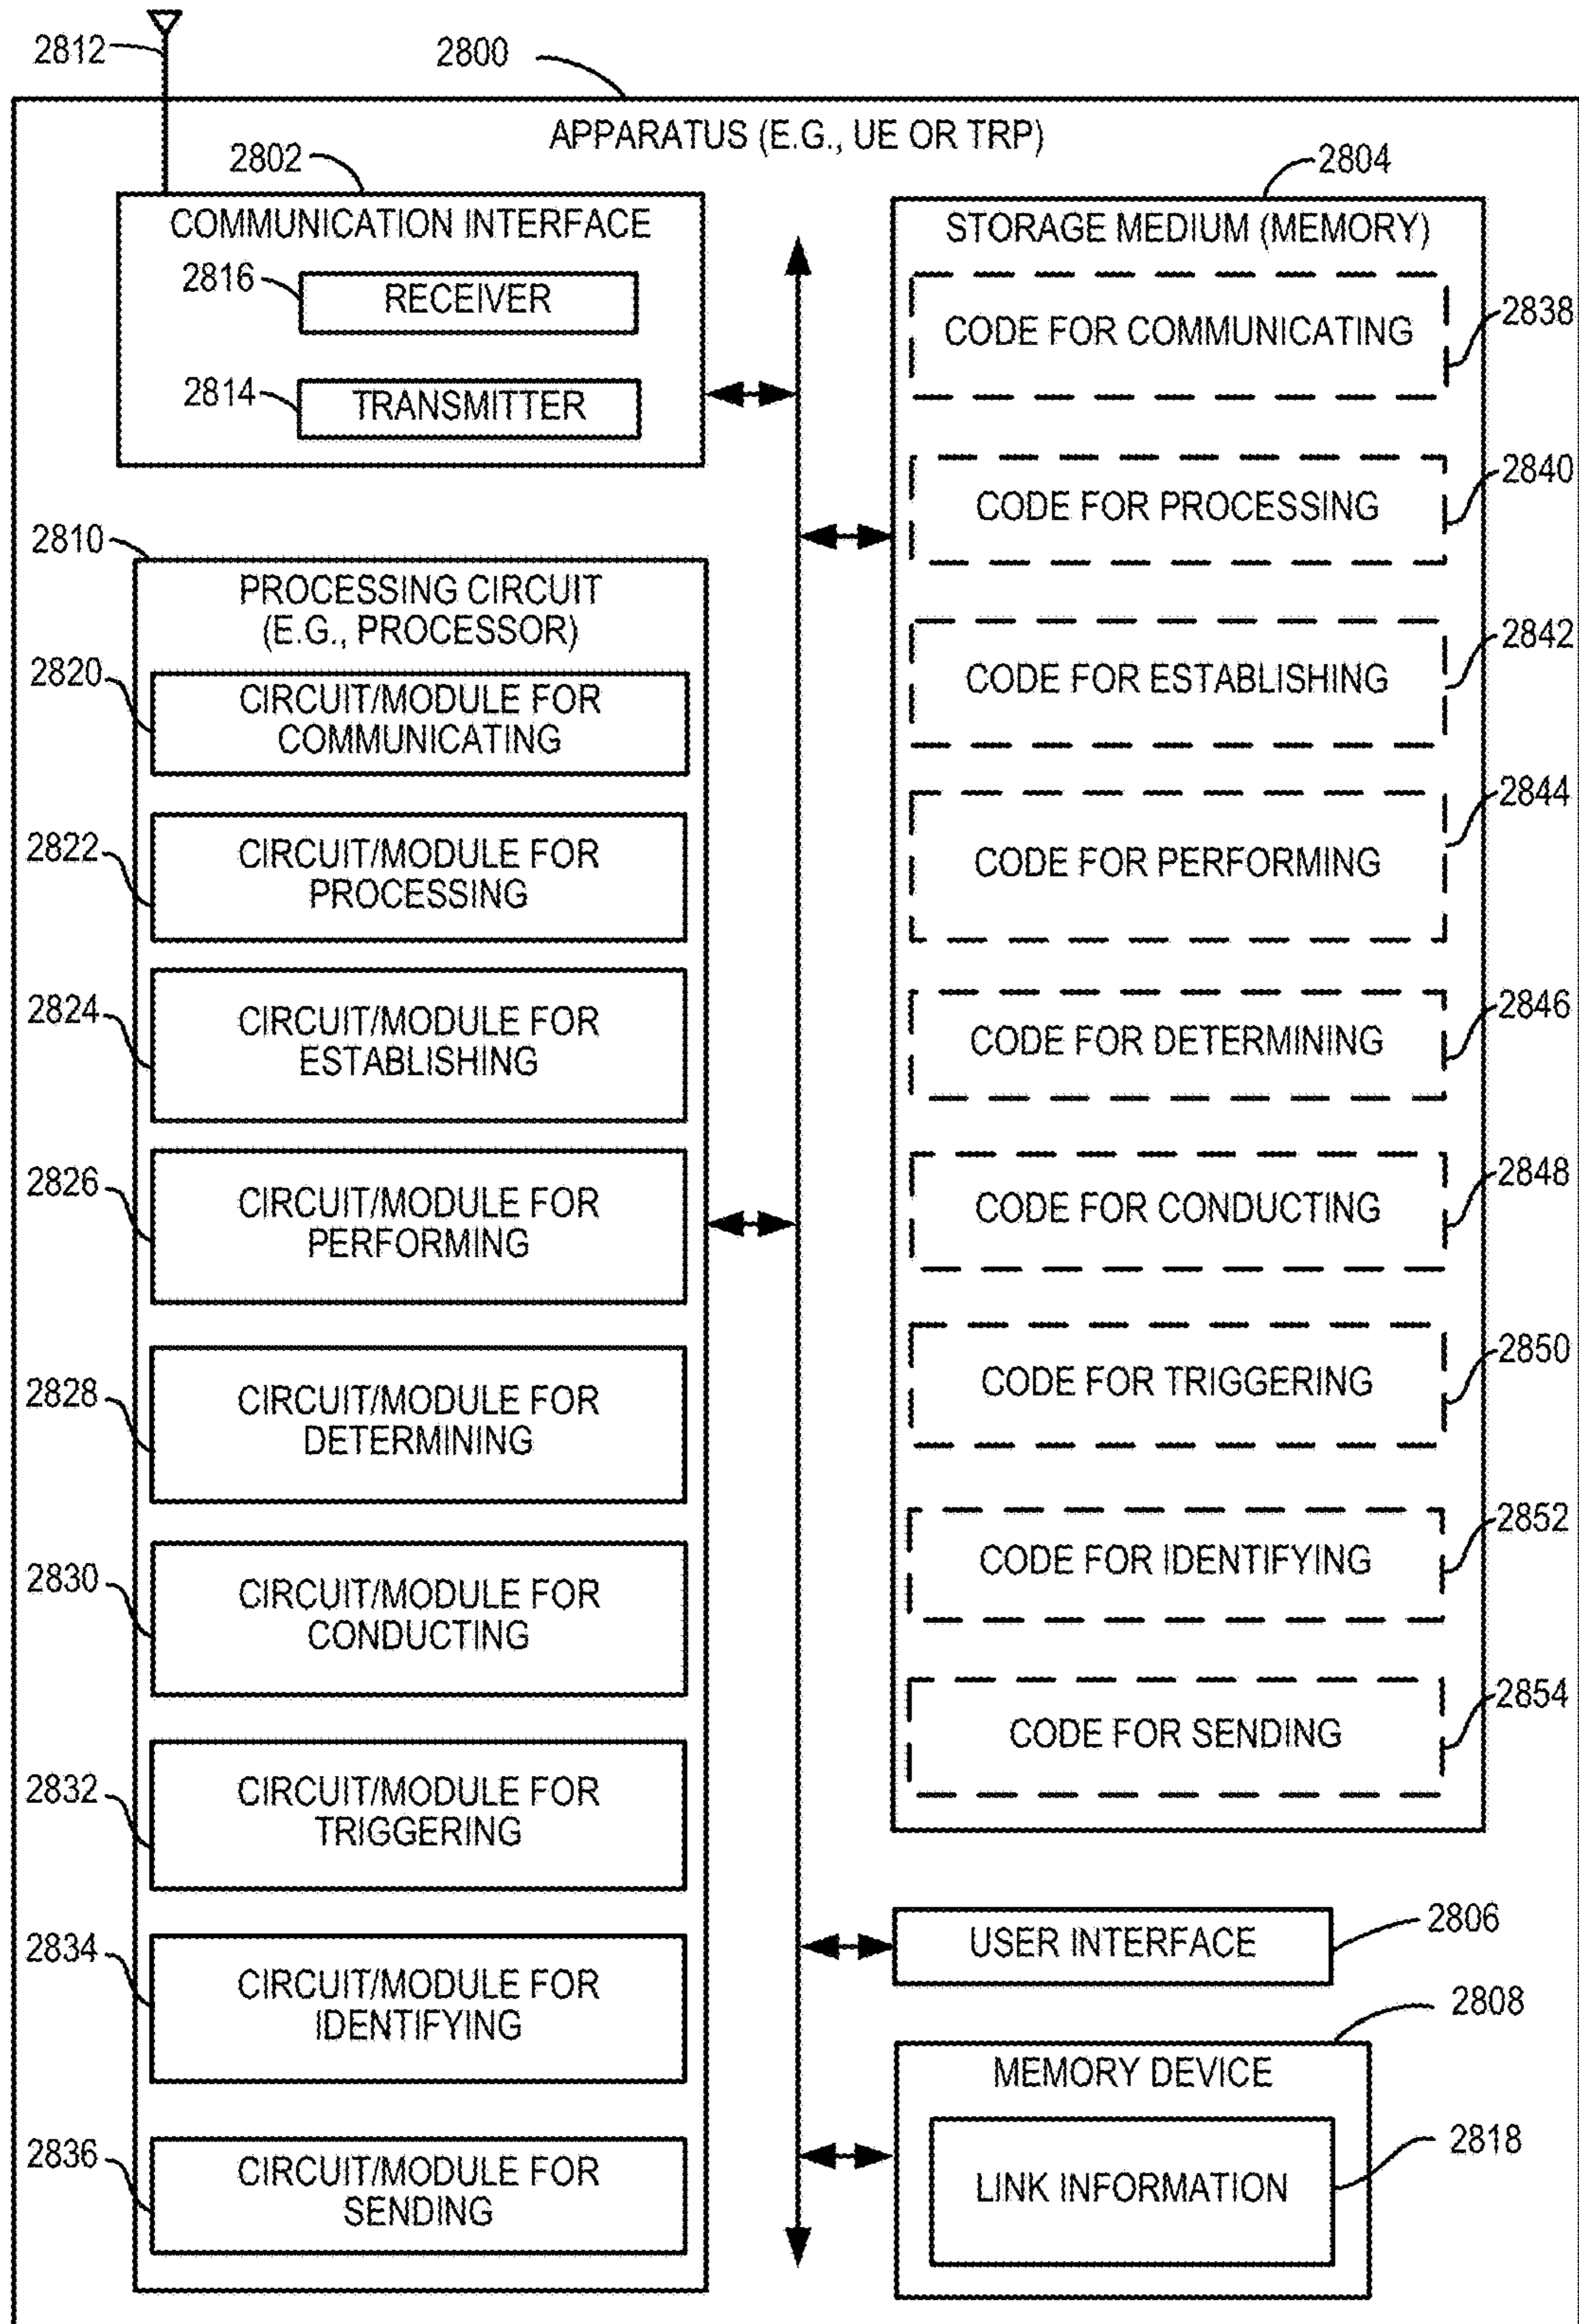 2812
2800
APPARATUS (E.G., UE OR TRP)
2802
COMMUNICATION INTERFACE
2816
RECEIVER
2814
TRANSMITTER
2810
PROCESSING CIRCUIT
(E.G., PROCESSOR)
2820
CIRCUIT/MODULE FOR
COMMUNICATING
2822
CIRCUIT/MODULE FOR
PROCESSING
2824
CIRCUIT/MODULE FOR
ESTABLISHING
2826
CIRCUIT/MODULE FOR
PERFORMING
2828
CIRCUIT/MODULE FOR
DETERMINING
2830
CIRCUIT/MODULE FOR
CONDUCTING
2832
CIRCUIT/MODULE FOR
TRIGGERING
2834
CIRCUIT/MODULE FOR
IDENTIFYING
2836
CIRCUIT/MODULE FOR
SENDING
2804
STORAGE MEDIUM (MEMORY)
CODE FOR COMMUNICATING
2838
CODE FOR PROCESSING
2840
CODE FOR ESTABLISHING
2842
CODE FOR PERFORMING
2844
CODE FOR DETERMINING
2846
CODE FOR CONDUCTING
2848
CODE FOR TRIGGERING
2850
CODE FOR IDENTIFYING
2852
CODE FOR SENDING
2854
USER INTERFACE
2806
2808
MEMORY DEVICE
LINK INFORMATION
2818